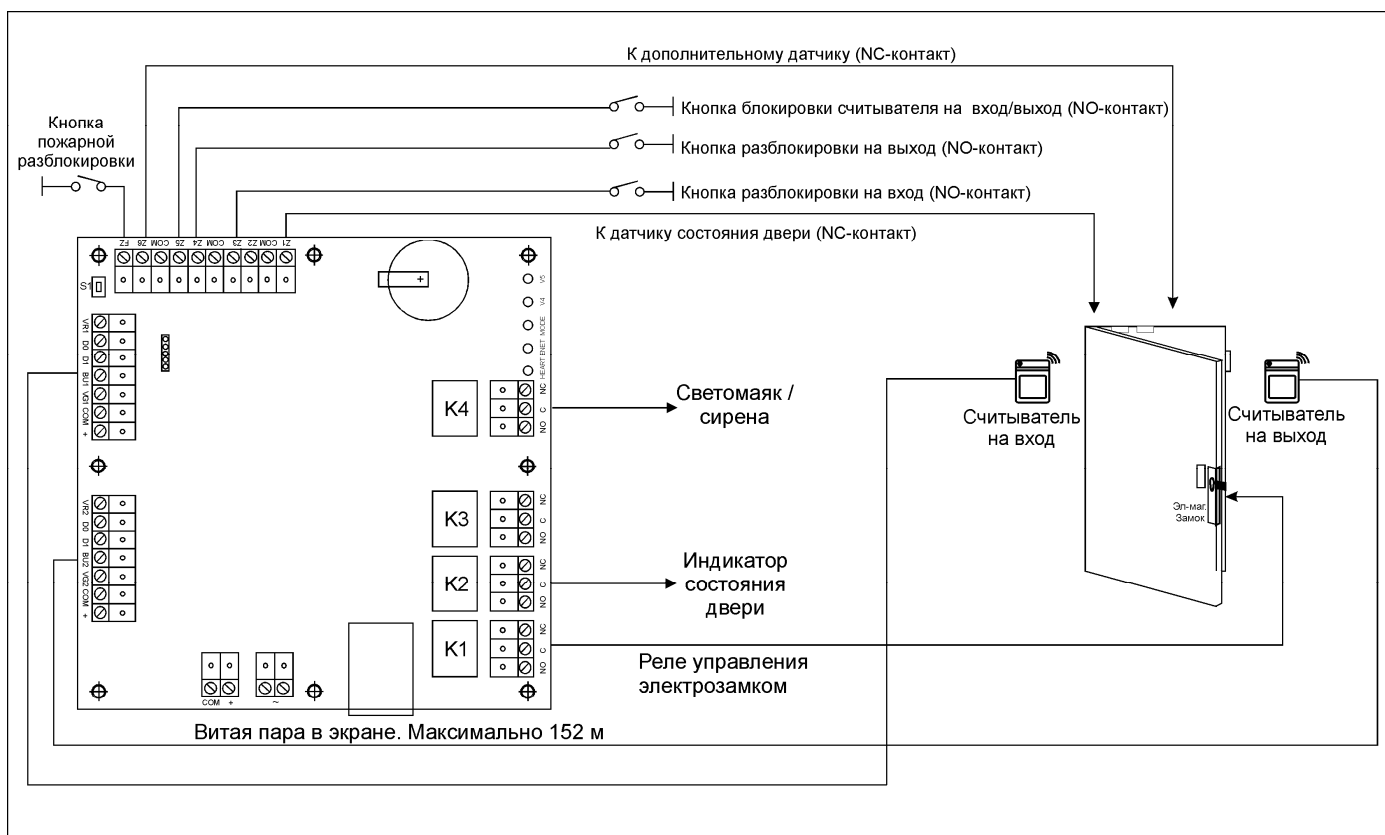 К дополнительному датчику (NC-контакт)
Кнопка блокировки считывателя на вход/выход (NO-контакт)
Кнопка
пожарной
разблокировки
Кнопка разблокировки на выход (NO-контакт)
Кнопка разблокировки на вход (NO-контакт)
К датчику состояния двери (NC-контакт)
FZ Z6 COM Z5 Z4 COM Z3 Z2 COM Z1
S1
+
V5
V4
MODE
ENET
HEART
VR1
D0
D1
BU1
VG1
COM
+
K4
NC
C
NO
Светомаяк /
сирена
Считыватель
на вход
Считыватель
на выход
Эл-маг.
Замок
VR2
D0
D1
BU2
VG2
COM
+
K3
NC
C
NO
K2
NC
C
NO
Индикатор
состояния
двери
K1
NC
C
NO
Реле управления
электрозамком
COM + ~
Витая пара в экране. Максимально 152 м